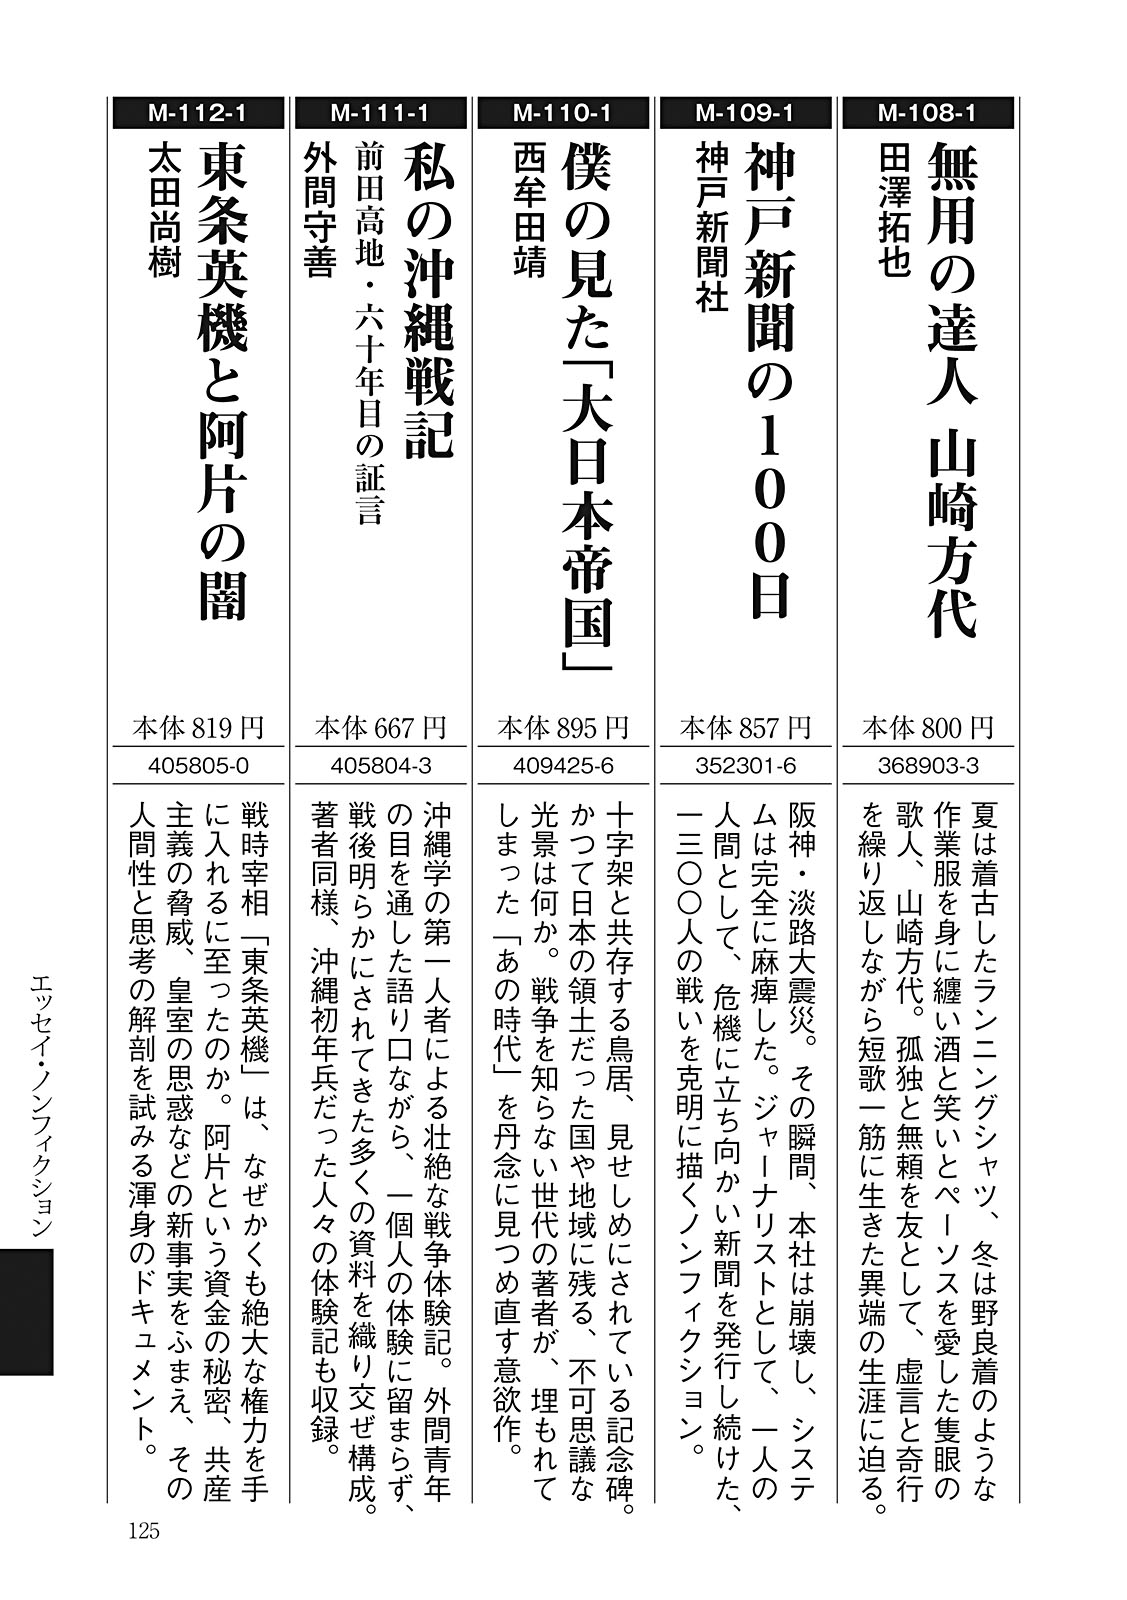 M-108-1
無用の達人 山崎方代
田澤拓也
本体800円
368903-3
夏は着古したランニングシャツ、冬は野良着のような
作業服を身に纏い酒と笑いとペーソスを愛した隻眼の
歌人、山崎方代。孤独と無頼を友として、虚言と奇行
を繰り返しながら短歌一筋に生きた異端の生涯に迫る。
M-109-1
神戸新聞の100日
神戸新聞社
本体857円
352301-6
阪神・淡路大震災。その瞬間、本社は崩壊し、システ
ムは完全に麻痺した。ジャーナリストとして、一人の
人間として、危機に立ち向かい新聞を発行し続けた、
一三〇〇人の戦いを克明に描くノンフィクション。
M-110-1
僕の見た「大日本帝国」
西牟田靖
本体895円
409425-6
十字架と共存する鳥居、見せしめにされている記念碑。
かつて日本の領土だった国や地域に残る、不可思議な
光景は何か。戦争を知らない世代の著者が、埋もれて
しまった「あの時代」を丹念に見つめ直す意欲作。
M-111-1
私の沖縄戦記
前田高地・六十年目の証言
外間守善
本体667円
405804-3
沖縄学の第一人者による壮絶な戦争体験記。外間青年
の目を通した語り口ながら、一個人の体験に留まらず、
戦後明らかにされてきた多くの資料を織り交ぜ構成。
著者同様、沖縄初年兵だった人々の体験記も収録。
M-112-1
東条英機と阿片の闇
太田尚樹
本体819円
405805-0
戦時宰相「東条英機」は、なぜかくも絶大な権力を手
に入れるに至ったのか。阿片という資金の秘密、共産
主義の脅威、皇室の思惑などの新事実をふまえ、その
人間性と思考の解剖を試みる渾身のドキュメント。
エッセイ・ノンフィクション
125